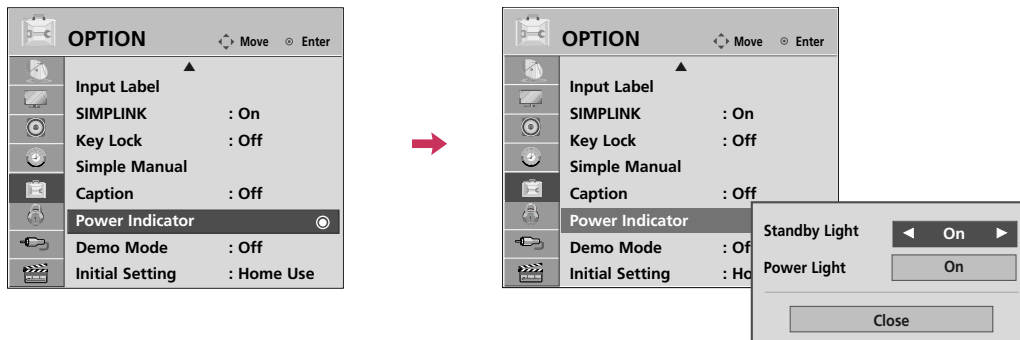 OPTION Move Enter
Input Label
SIMPLINK : On
Key Lock : Off
Simple Manual
Caption : Off
Power Indicator
Demo Mode : Off
Initial Setting : Home Use
OPTION Move Enter
Input Label
SIMPLINK : On
Key Lock : Off
Simple Manual
Caption : Off
Power Indicator
Demo Mode : Of
Initial Setting : Ho
Standby Light On
Power Light On
Close